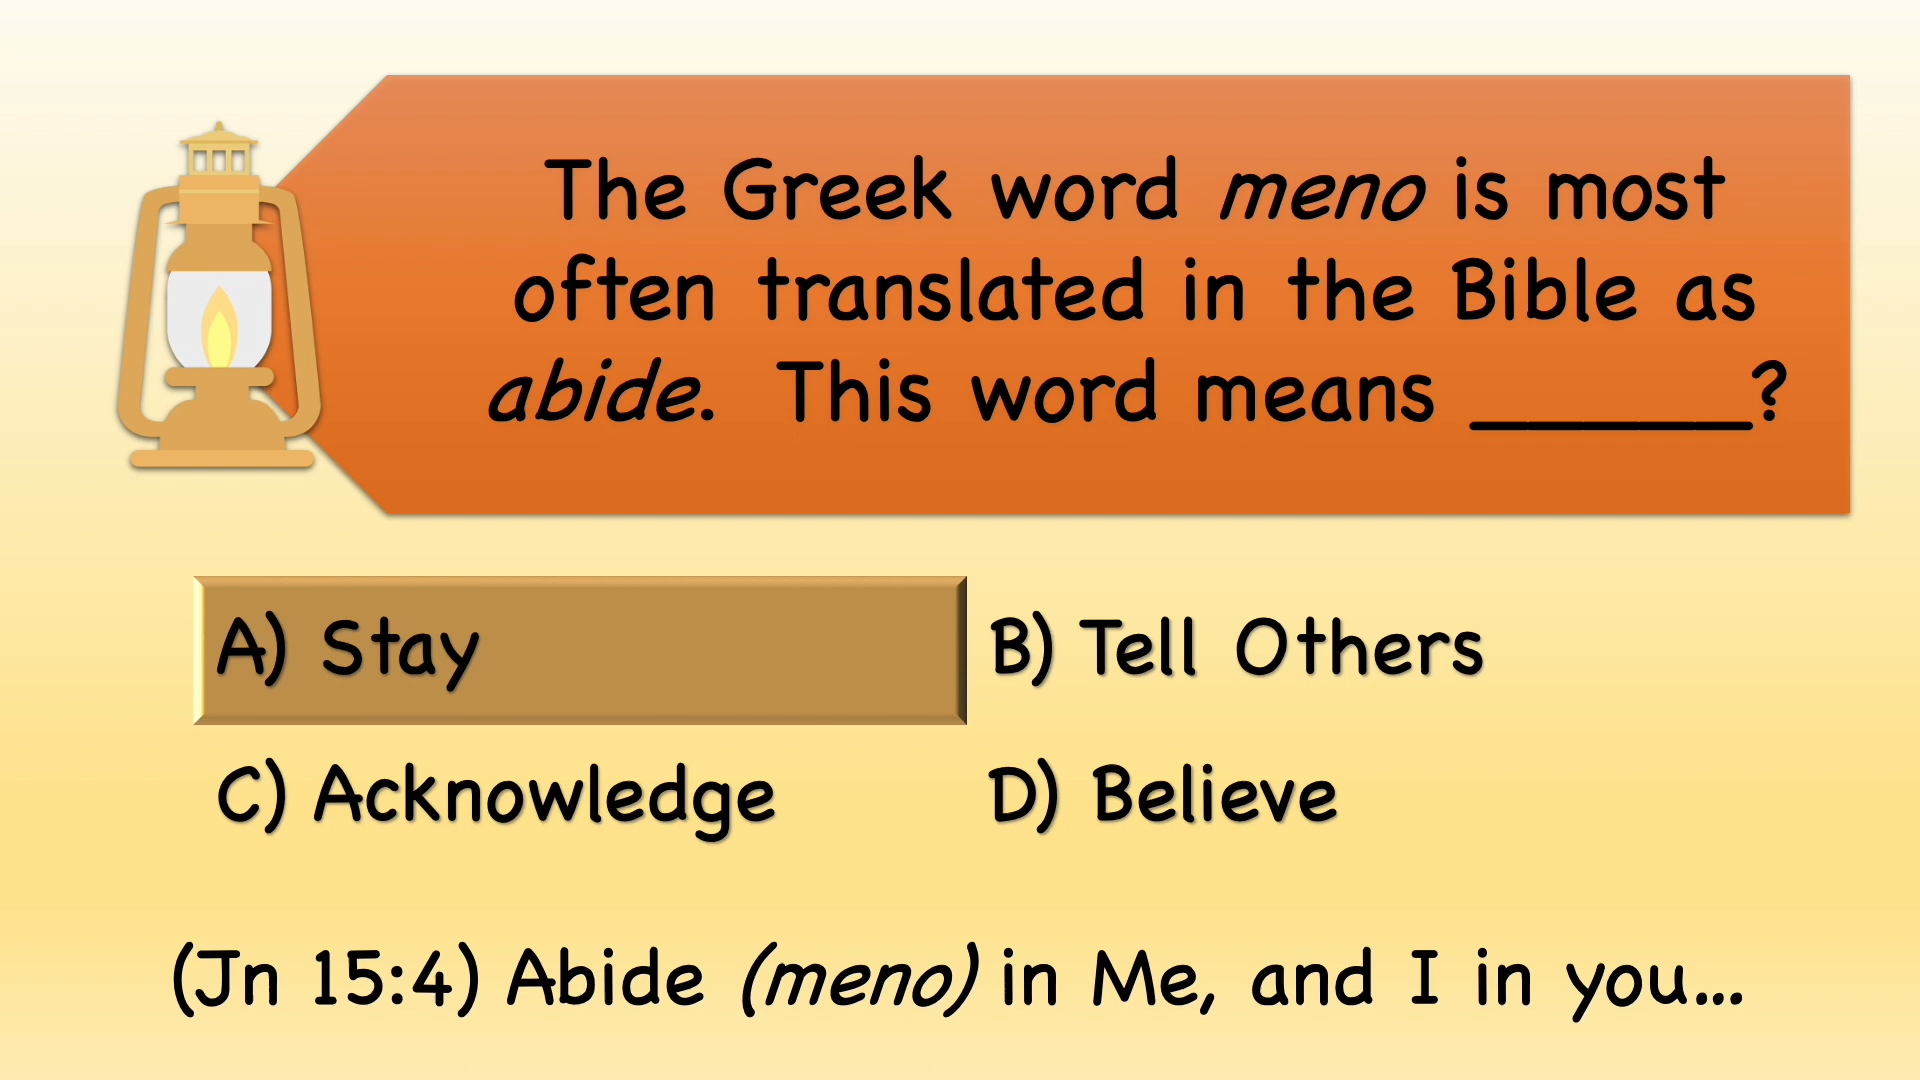 The Greek word meno is most
often translated in the Bible as
abide. This word means _______?
A) Stay
B) Tell Others
C) Acknowledge
D) Believe
(Jn 15:4) Abide (meno) in Me, and I in you...